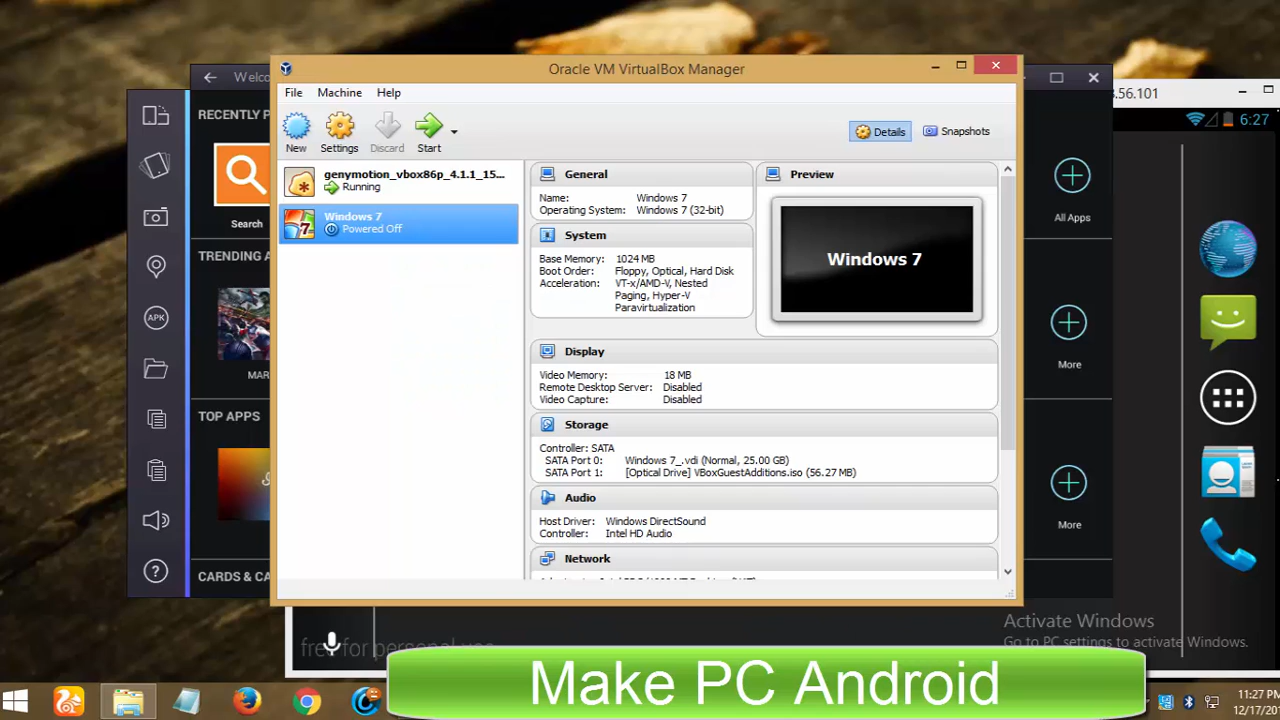 Oracle VM VirtualBox Manager
Welco
.56.101
6:27
File Machine Help
New Settings Discard Start
Details Snapshots
RECENTLY P
Search
TRENDING A
MAR
TOP APPS
CARDS & CA
APK
?
genymotion_vbox86p_4.1.1_15...
Running
Windows 7
Powered Off
7
General
Name: Windows 7
Operating System: Windows 7 (32-bit)
System
Base Memory: 1024 MB
Boot Order: Floppy, Optical, Hard Disk
Acceleration: VT-x/AMD-V, Nested
Paging, Hyper-V
Paravirtualization
Preview
Windows 7
Display
Video Memory: 18 MB
Remote Desktop Server: Disabled
Video Capture: Disabled
Storage
Controller: SATA
SATA Port 0: Windows 7_.vdi (Normal, 25.00 GB)
SATA Port 1: [Optical Drive] VBoxGuestAdditions.iso (56.27 MB)
Audio
Host Driver: Windows DirectSound
Controller: Intel HD Audio
Network
All Apps
More
More
free for personal use
Activate Windows
Go to PC settings to activate Windows.
Make PC Android
11:27 PM
12/17/20